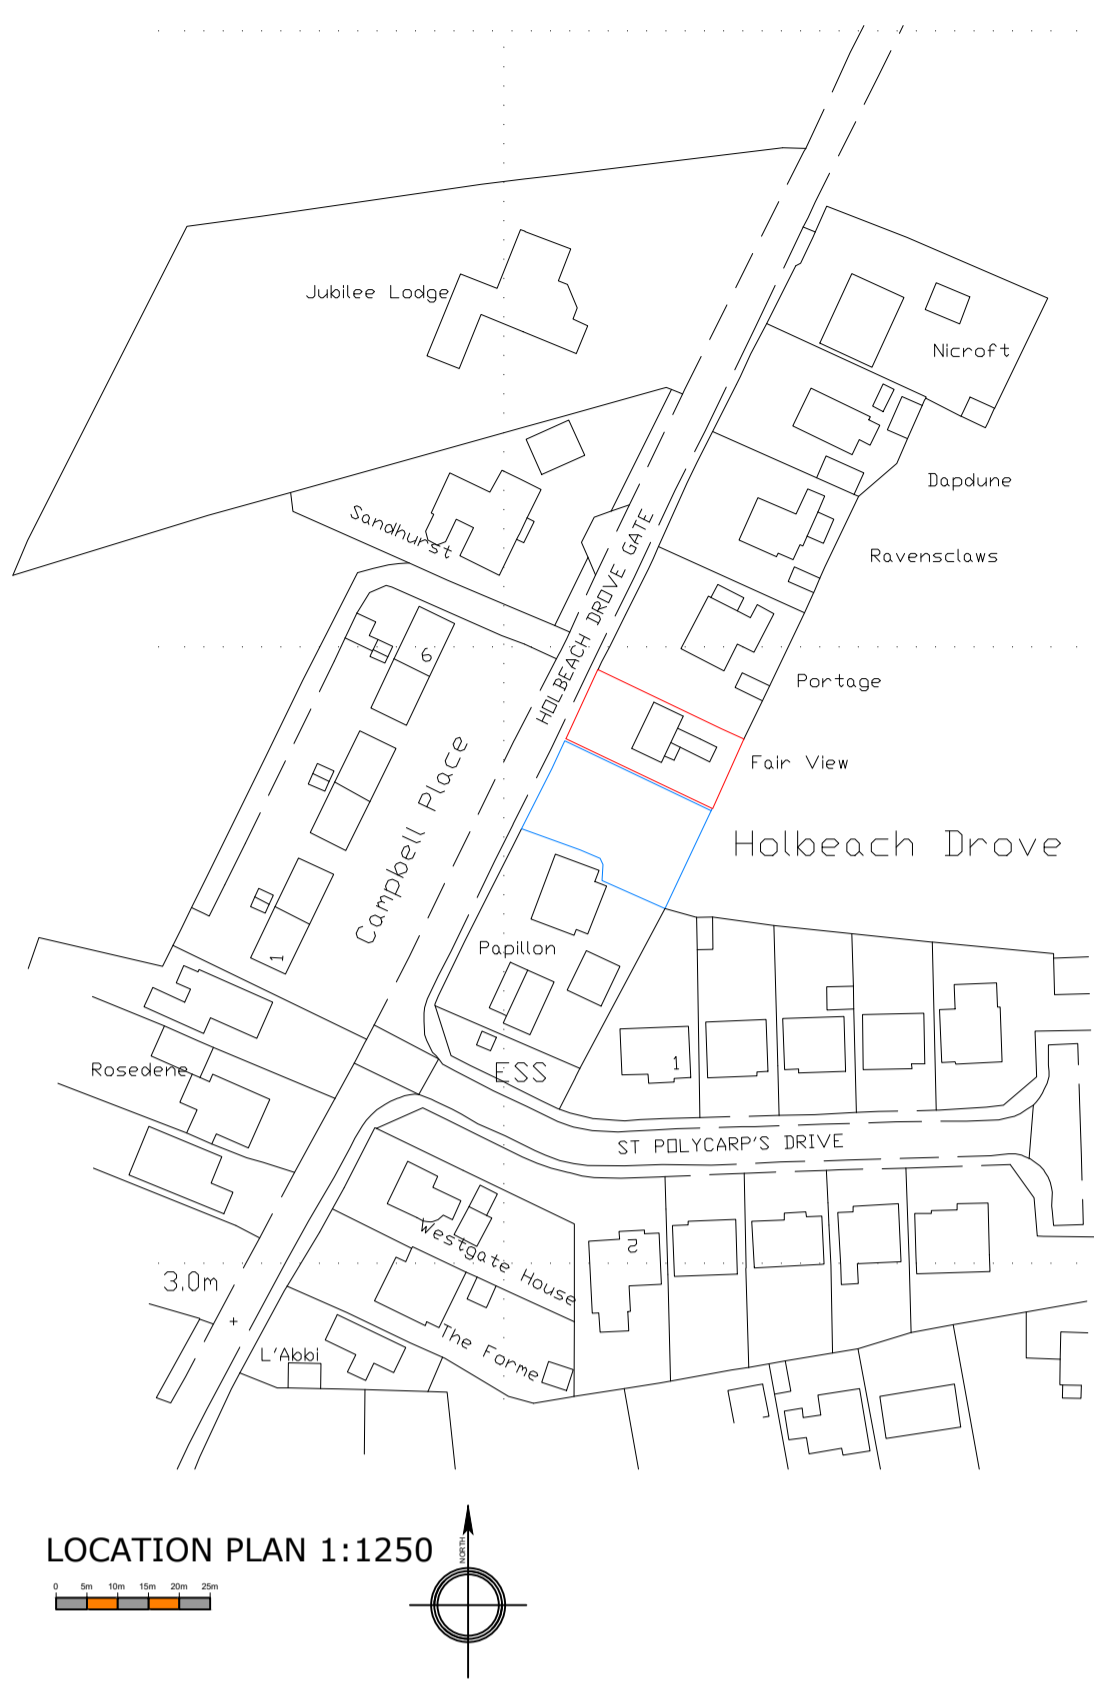 Jubilee Lodge
Nicroft
Dapdune
Sandhurst
HOLBEACH DROVE GATE
Ravensclaws
6
Portage
Fair View
Campbell Place
Holbeach Drove
Papillon
1
1
Rosedene
ESS
ST POLYCARP'S DRIVE
Westgate House
2
3.0m
The Forme
L'Abbi
LOCATION PLAN 1:1250
NORTH
0 5m 10m 15m 20m 25m